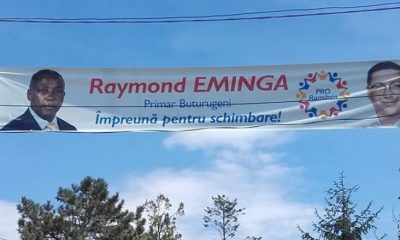 Raymond EMINGA
Primar Buturugeni
Împreună pentru schimbare!
PRO
România